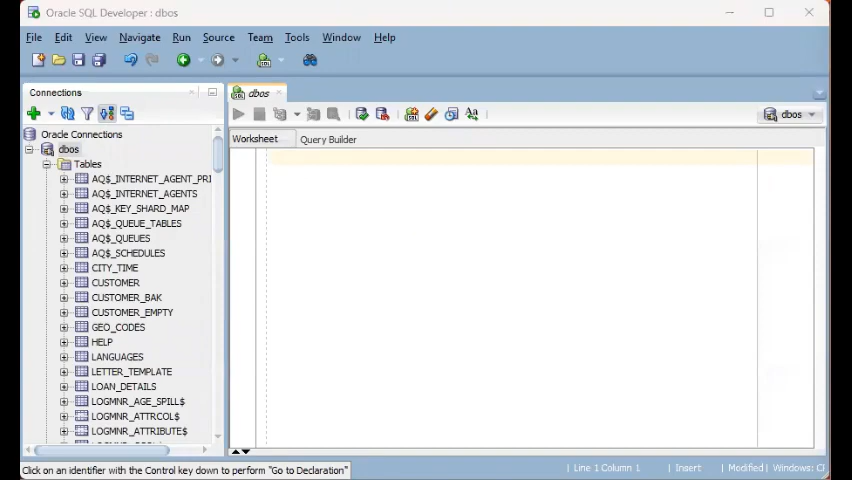 Oracle SQL Developer : dbos
File Edit View Navigate Run Source Team Tools Window Help
Connections
dbos
dbos
Worksheet Query Builder
Oracle Connections
dbos
Tables
AQ$_INTERNET_AGENT_PRI
AQ$_INTERNET_AGENTS
AQ$_KEY_SHARD_MAP
AQ$_QUEUE_TABLES
AQ$_QUEUES
AQ$_SCHEDULES
CITY_TIME
CUSTOMER
CUSTOMER_BAK
CUSTOMER_EMPTY
GEO_CODES
HELP
LANGUAGES
LETTER_TEMPLATE
LOAN_DETAILS
LOGMNR_AGE_SPILL$
LOGMNR_ATTRCOL$
LOGMNR_ATTRIBUTE$
Click on an identifier with the Control key down to perform "Go to Declaration"
Line 1 Column 1 Insert Modified Windows: Cl